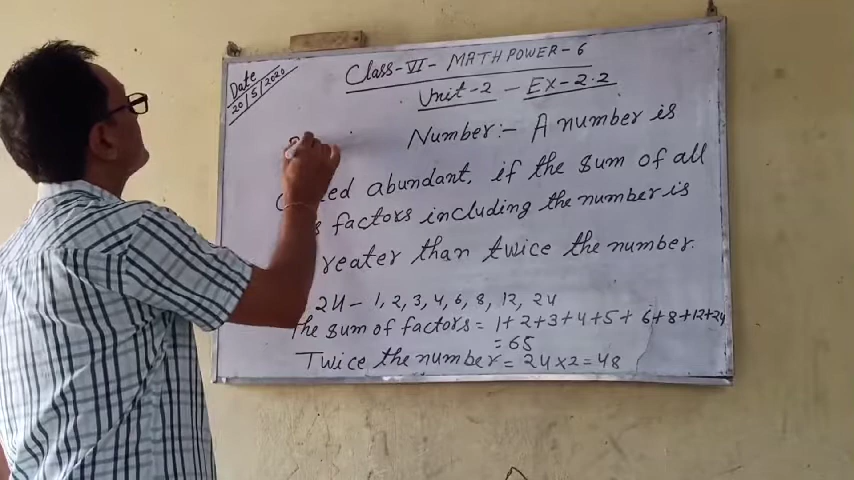 Date
20/5/2020
Class-VI- MATH POWER-6
Unit-2 - Ex-2.2
Number:- A number is
abundant, if the sum of all
factors including the number is
than twice the number.
24 - 1, 2, 3, 4, 6, 8, 12, 24
The sum of factors = 1+2+3+4+5+6+8+12+24
= 65
Twice the number = 24×2=48